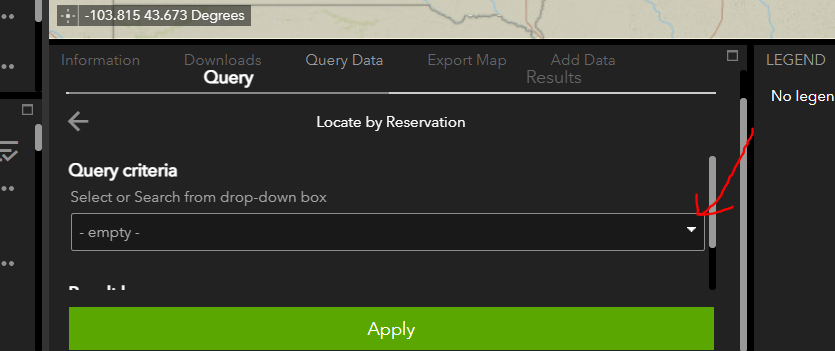 -103.815 43.673 Degrees
Information Downloads Query Data Export Map Add Data
LEGEND
Query Results
No legen
Locate by Reservation
Query criteria
Select or Search from drop-down box
- empty -
Apply